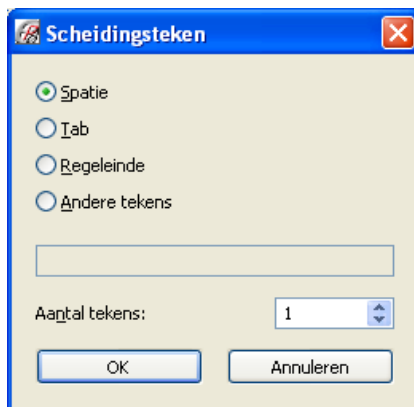 Scheidingsteken
Spatie
Tab
Regeleinde
Andere tekens
Aantal tekens: 1
OK Annuleren